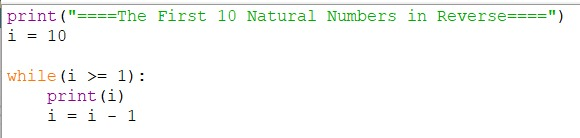 print("====The First 10 Natural Numbers in Reverse====")
i = 10

while(i >= 1):
    print(i)
    i = i - 1